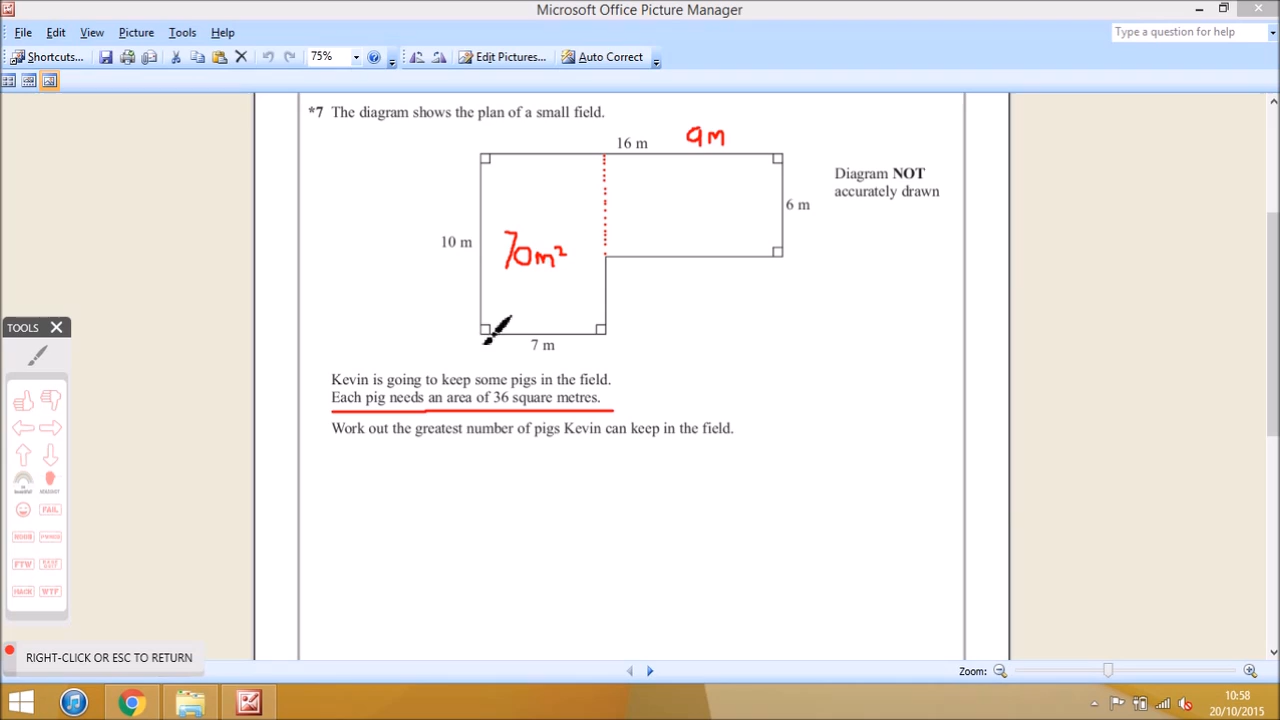 Microsoft Office Picture Manager
File Edit View Picture Tools Help
Type a question for help
Shortcuts...
75%
Edit Pictures...
Auto Correct
*7 The diagram shows the plan of a small field.
16 m
9m
Diagram NOT
accurately drawn
6 m
10 m
70m²
7 m
Kevin is going to keep some pigs in the field.
Each pig needs an area of 36 square metres.
Work out the greatest number of pigs Kevin can keep in the field.
TOOLS
FAIL
FTW
HACK
WTF
RIGHT-CLICK OR ESC TO RETURN
Zoom:
10:58
20/10/2015